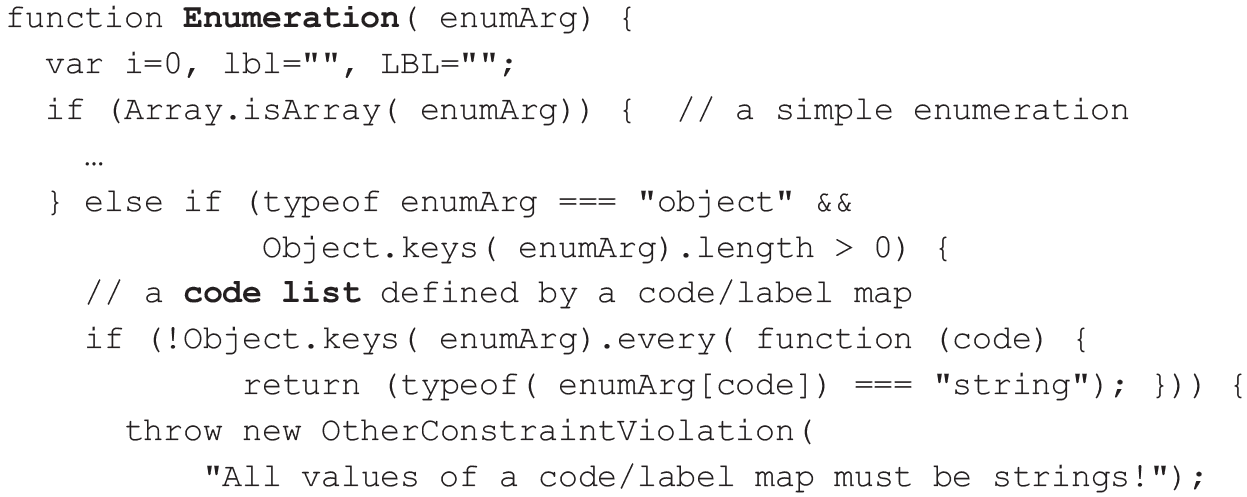 function Enumeration( enumArg) {
  var i=0, lbl="", LBL="";
  if (Array.isArray( enumArg)) {  // a simple enumeration
    …
  } else if (typeof enumArg === "object" &&
             Object.keys( enumArg).length > 0) {
    // a code list defined by a code/label map
    if (!Object.keys( enumArg).every( function (code) {
            return (typeof( enumArg[code]) === "string"); })) {
      throw new OtherConstraintViolation(
          "All values of a code/label map must be strings!");